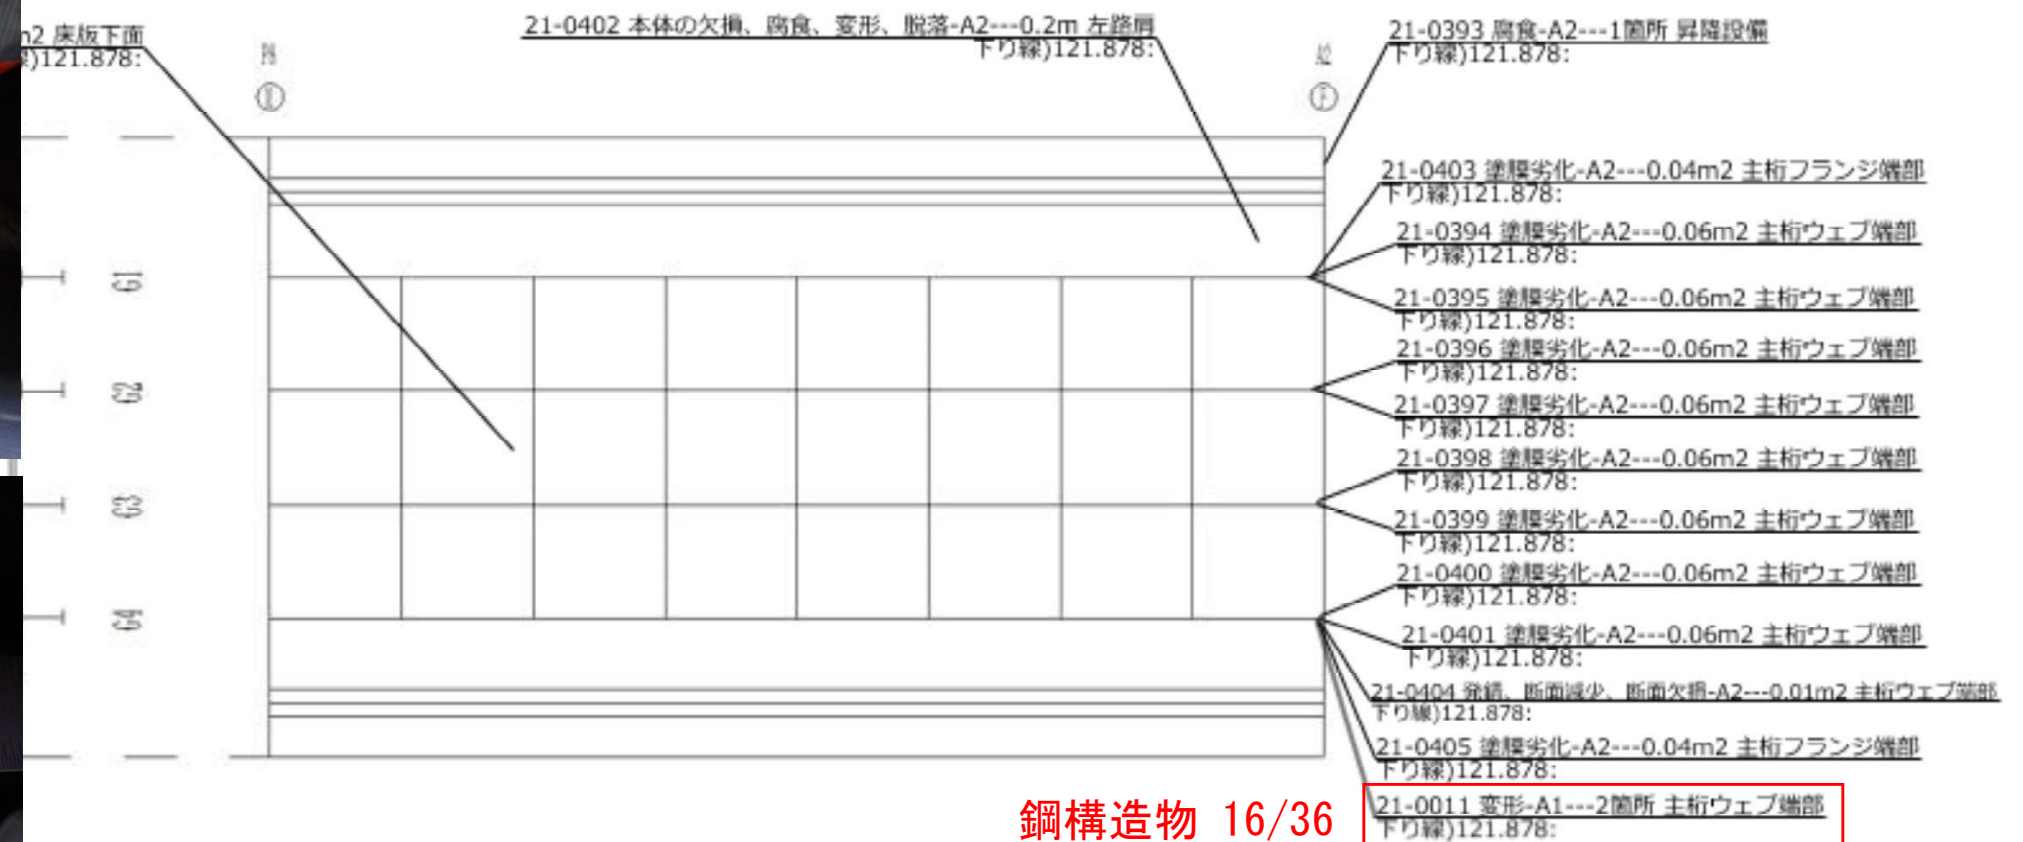 m2 床版下面
)121.878:
21-0402 本体の欠損、腐食、変形、脱落-A2---0.2m 左路肩
下り線)121.878:
21-0393 腐食-A2---1箇所 昇降設備
下り線)121.878:
A2
21-0403 塗膜劣化-A2---0.04m2 主桁フランジ端部
下り線)121.878:
21-0394 塗膜劣化-A2---0.06m2 主桁ウェブ端部
下り線)121.878:
G1
21-0395 塗膜劣化-A2---0.06m2 主桁ウェブ端部
下り線)121.878:
21-0396 塗膜劣化-A2---0.06m2 主桁ウェブ端部
下り線)121.878:
G2
21-0397 塗膜劣化-A2---0.06m2 主桁ウェブ端部
下り線)121.878:
21-0398 塗膜劣化-A2---0.06m2 主桁ウェブ端部
下り線)121.878:
G3
21-0399 塗膜劣化-A2---0.06m2 主桁ウェブ端部
下り線)121.878:
21-0400 塗膜劣化-A2---0.06m2 主桁ウェブ端部
下り線)121.878:
G4
21-0401 塗膜劣化-A2---0.06m2 主桁ウェブ端部
下り線)121.878:
21-0404 発錆、断面減少、断面欠損-A2---0.01m2 主桁ウェブ端部
下り線)121.878:
21-0405 塗膜劣化-A2---0.04m2 主桁フランジ端部
下り線)121.878:
鋼構造物 16/36
21-0011 変形-A1---2箇所 主桁ウェブ端部
下り線)121.878: